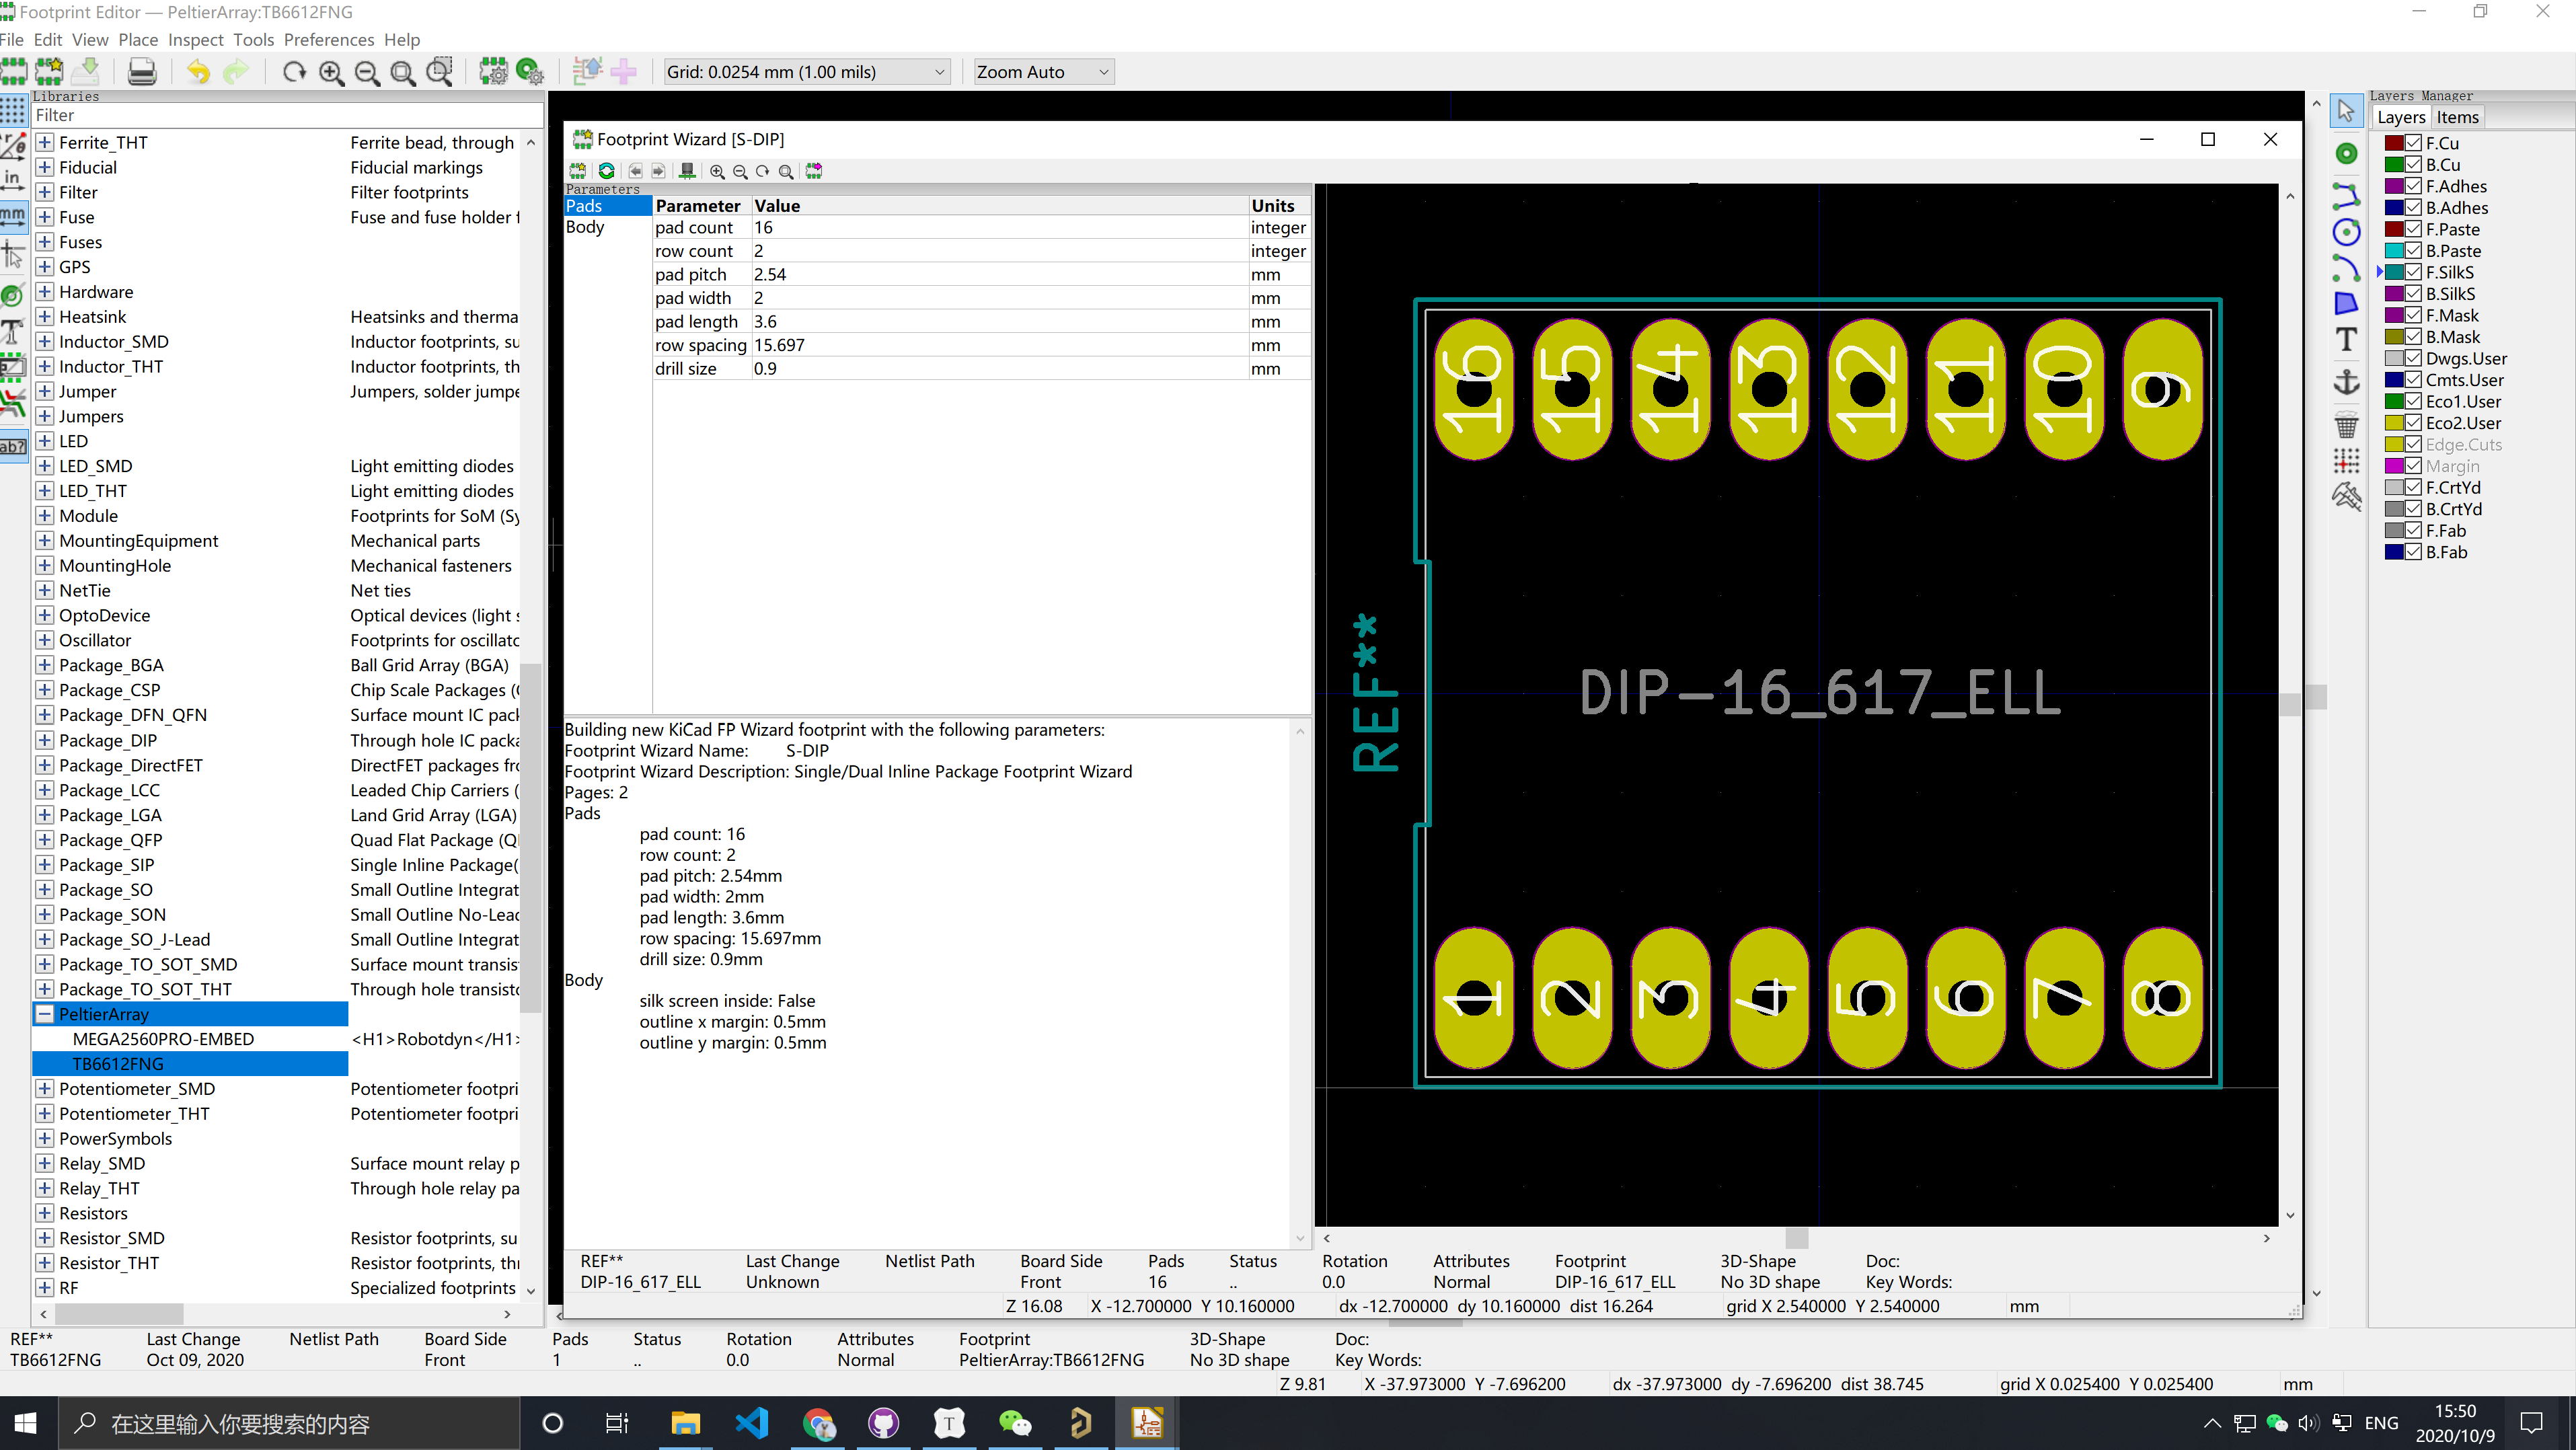 Footprint Editor — PeltierArray:TB6612FNG
File Edit View Place Inspect Tools Preferences Help
Grid: 0.0254 mm (1.00 mils)
Zoom Auto
Libraries
Filter
Ferrite_THT Ferrite bead, through
Fiducial Fiducial markings
Filter Filter footprints
Fuse Fuse and fuse holder f
Fuses
GPS
Hardware
Heatsink Heatsinks and therma
Inductor_SMD Inductor footprints, su
Inductor_THT Inductor footprints, th
Jumper Jumpers, solder jumpe
Jumpers
LED
LED_SMD Light emitting diodes
LED_THT Light emitting diodes
Module Footprints for SoM (Sy
MountingEquipment Mechanical parts
MountingHole Mechanical fasteners
NetTie Net ties
OptoDevice Optical devices (light s
Oscillator Footprints for oscillato
Package_BGA Ball Grid Array (BGA)
Package_CSP Chip Scale Packages (C
Package_DFN_QFN Surface mount IC pack
Package_DIP Through hole IC packa
Package_DirectFET DirectFET packages fro
Package_LCC Leaded Chip Carriers (
Package_LGA Land Grid Array (LGA)
Package_QFP Quad Flat Package (Q
Package_SIP Single Inline Package(
Package_SO Small Outline Integrat
Package_SON Small Outline No-Lead
Package_SO_J-Lead Small Outline Integrat
Package_TO_SOT_SMD Surface mount transis
Package_TO_SOT_THT Through hole transisto
PeltierArray
MEGA2560PRO-EMBED <H1>Robotdyn</H1>
TB6612FNG
Potentiometer_SMD Potentiometer footpri
Potentiometer_THT Potentiometer footpri
PowerSymbols
Relay_SMD Surface mount relay p
Relay_THT Through hole relay pa
Resistors
Resistor_SMD Resistor footprints, su
Resistor_THT Resistor footprints, thr
RF Specialized footprints
in
mm
ab?
Footprint Wizard [S-DIP]
Parameters
Pads
Body
Parameter Value Units
pad count 16 integer
row count 2 integer
pad pitch 2.54 mm
pad width 2 mm
pad length 3.6 mm
row spacing 15.697 mm
drill size 0.9 mm
Building new KiCad FP Wizard footprint with the following parameters:
Footprint Wizard Name: S-DIP
Footprint Wizard Description: Single/Dual Inline Package Footprint Wizard
Pages: 2
Pads
pad count: 16
row count: 2
pad pitch: 2.54mm
pad width: 2mm
pad length: 3.6mm
row spacing: 15.697mm
drill size: 0.9mm
Body
silk screen inside: False
outline x margin: 0.5mm
outline y margin: 0.5mm
16 15 14 13 12 11 10 9
REF**
DIP-16_617_ELL
1 2 3 4 5 6 7 8
REF** Last Change Netlist Path Board Side Pads Status Rotation Attributes Footprint 3D-Shape Doc:
DIP-16_617_ELL Unknown Front 16 .. 0.0 Normal DIP-16_617_ELL No 3D shape Key Words:
Z 16.08 X -12.700000 Y 10.160000 dx -12.700000 dy 10.160000 dist 16.264 grid X 2.540000 Y 2.540000 mm
Layers Manager
Layers Items
F.Cu
B.Cu
F.Adhes
B.Adhes
F.Paste
B.Paste
F.SilkS
B.SilkS
F.Mask
B.Mask
Dwgs.User
Cmts.User
Eco1.User
Eco2.User
Edge.Cuts
Margin
F.CrtYd
B.CrtYd
F.Fab
B.Fab
REF** Last Change Netlist Path Board Side Pads Status Rotation Attributes Footprint 3D-Shape Doc:
TB6612FNG Oct 09, 2020 Front 1 .. 0.0 Normal PeltierArray:TB6612FNG No 3D shape Key Words:
Z 9.81 X -37.973000 Y -7.696200 dx -37.973000 dy -7.696200 dist 38.745 grid X 0.025400 Y 0.025400 mm
在这里输入你要搜索的内容
T
ENG
15:50
2020/10/9